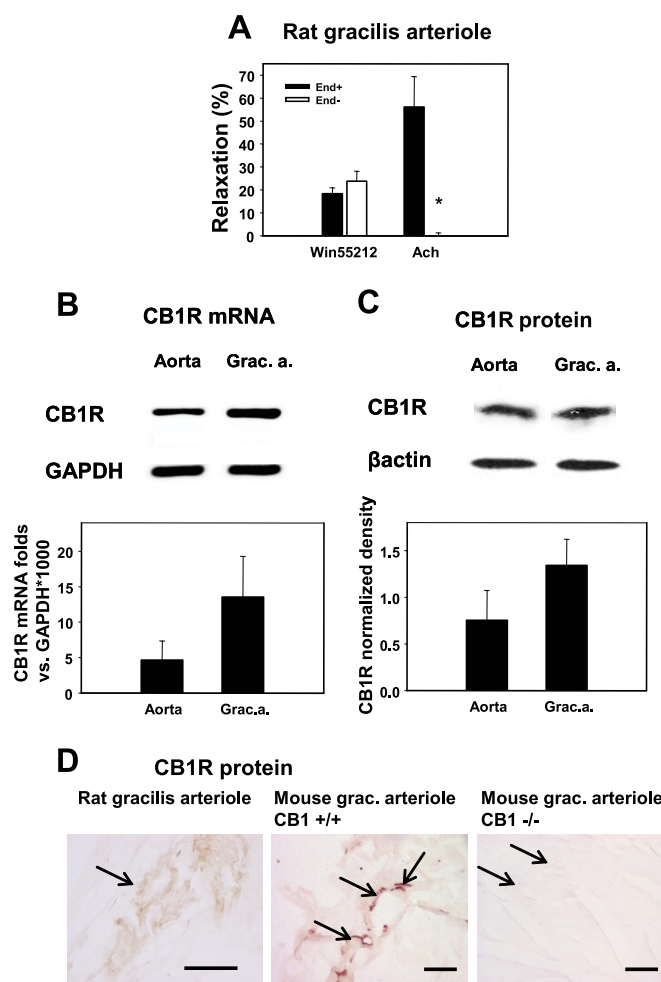 A Rat gracilis arteriole
Relaxation (%)
70
60
50
40
30
20
10
0
End+
End-
*
Win55212 Ach
B CB1R mRNA
Aorta Grac. a.
CB1R
GAPDH
CB1R mRNA folds
vs. GAPDH*1000
20
15
10
5
0
Aorta Grac.a.
C CB1R protein
Aorta Grac. a.
CB1R
βactin
CB1R normalized density
1.5
1.0
0.5
0.0
Aorta Grac.a.
D CB1R protein
Rat gracilis arteriole
Mouse grac. arteriole
CB1 +/+
Mouse grac. arteriole
CB1 -/-